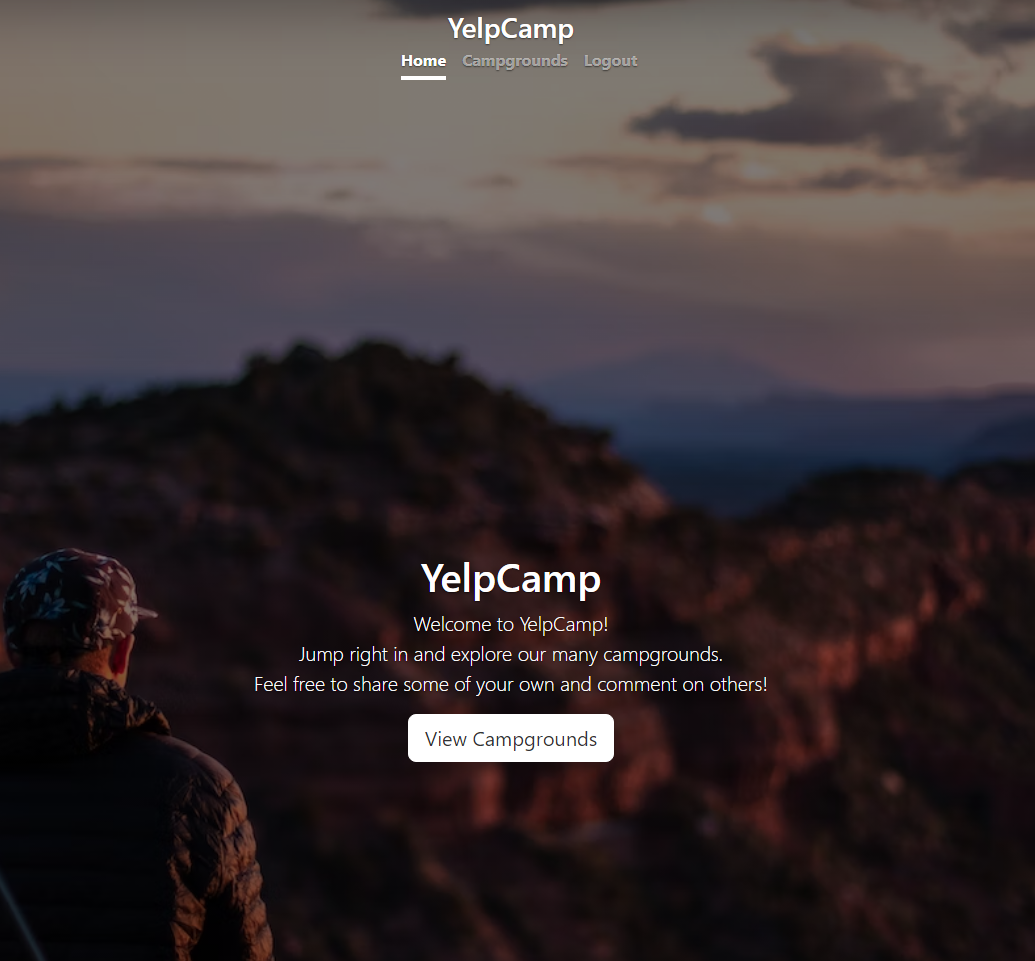 YelpCamp
Home Campgrounds Logout
YelpCamp
Welcome to YelpCamp!
Jump right in and explore our many campgrounds.
Feel free to share some of your own and comment on others!
View Campgrounds